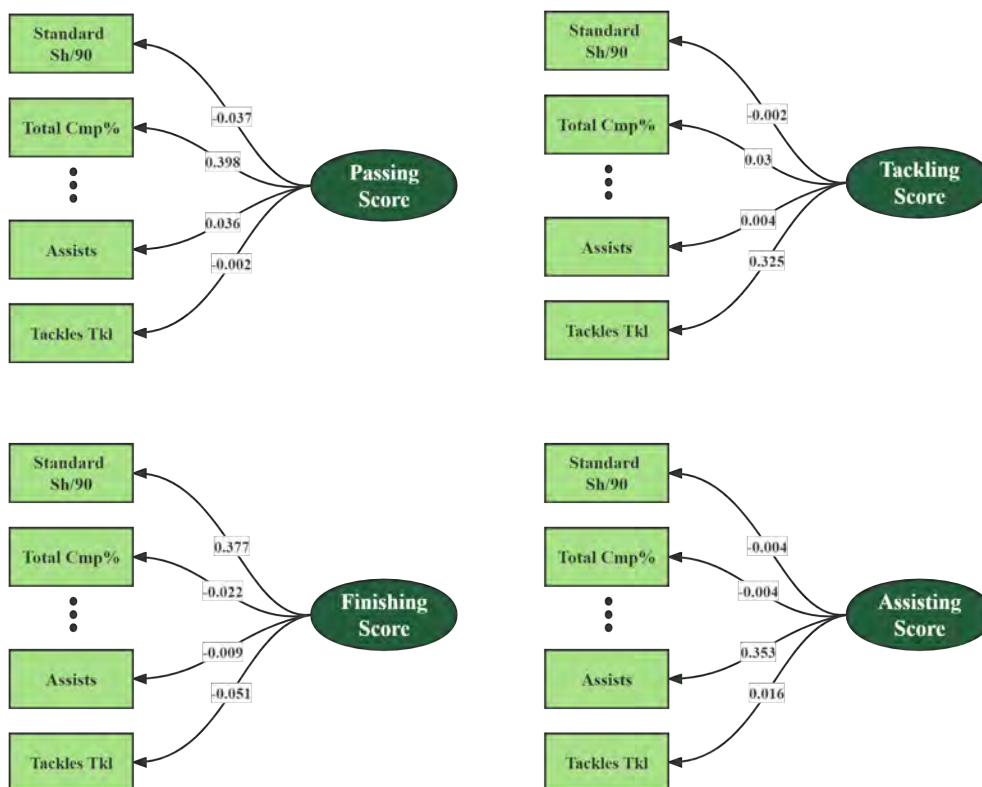 Standard
Sh/90
-0.037
Total Cmp%
0.398
Passing
Score
Assists
0.036
-0.002
Tackles Tkl
Standard
Sh/90
-0.002
Total Cmp%
0.03
Tackling
Score
Assists
0.004
0.325
Tackles Tkl
Standard
Sh/90
0.377
Total Cmp%
-0.022
Finishing
Score
Assists
-0.009
-0.051
Tackles Tkl
Standard
Sh/90
-0.004
Total Cmp%
-0.004
Assisting
Score
Assists
0.353
0.016
Tackles Tkl